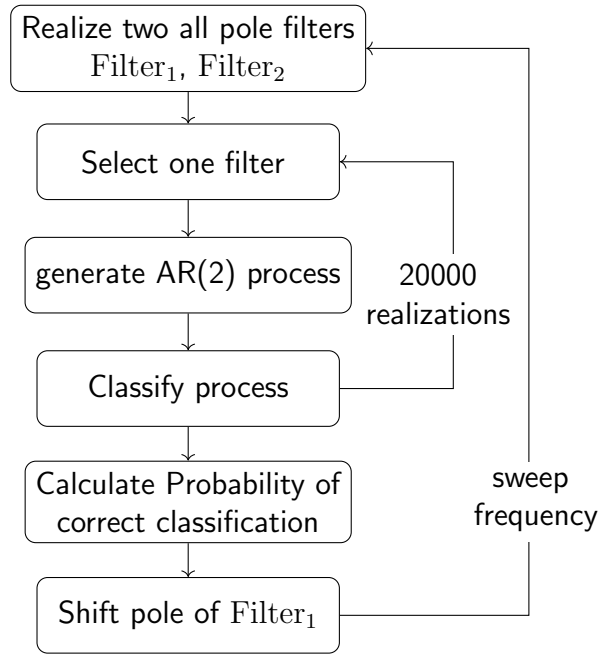 Realize two all pole filters
Filter₁, Filter₂
Select one filter
generate AR(2) process
20000
realizations
Classify process
Calculate Probability of
correct classification
sweep
frequency
Shift pole of Filter₁